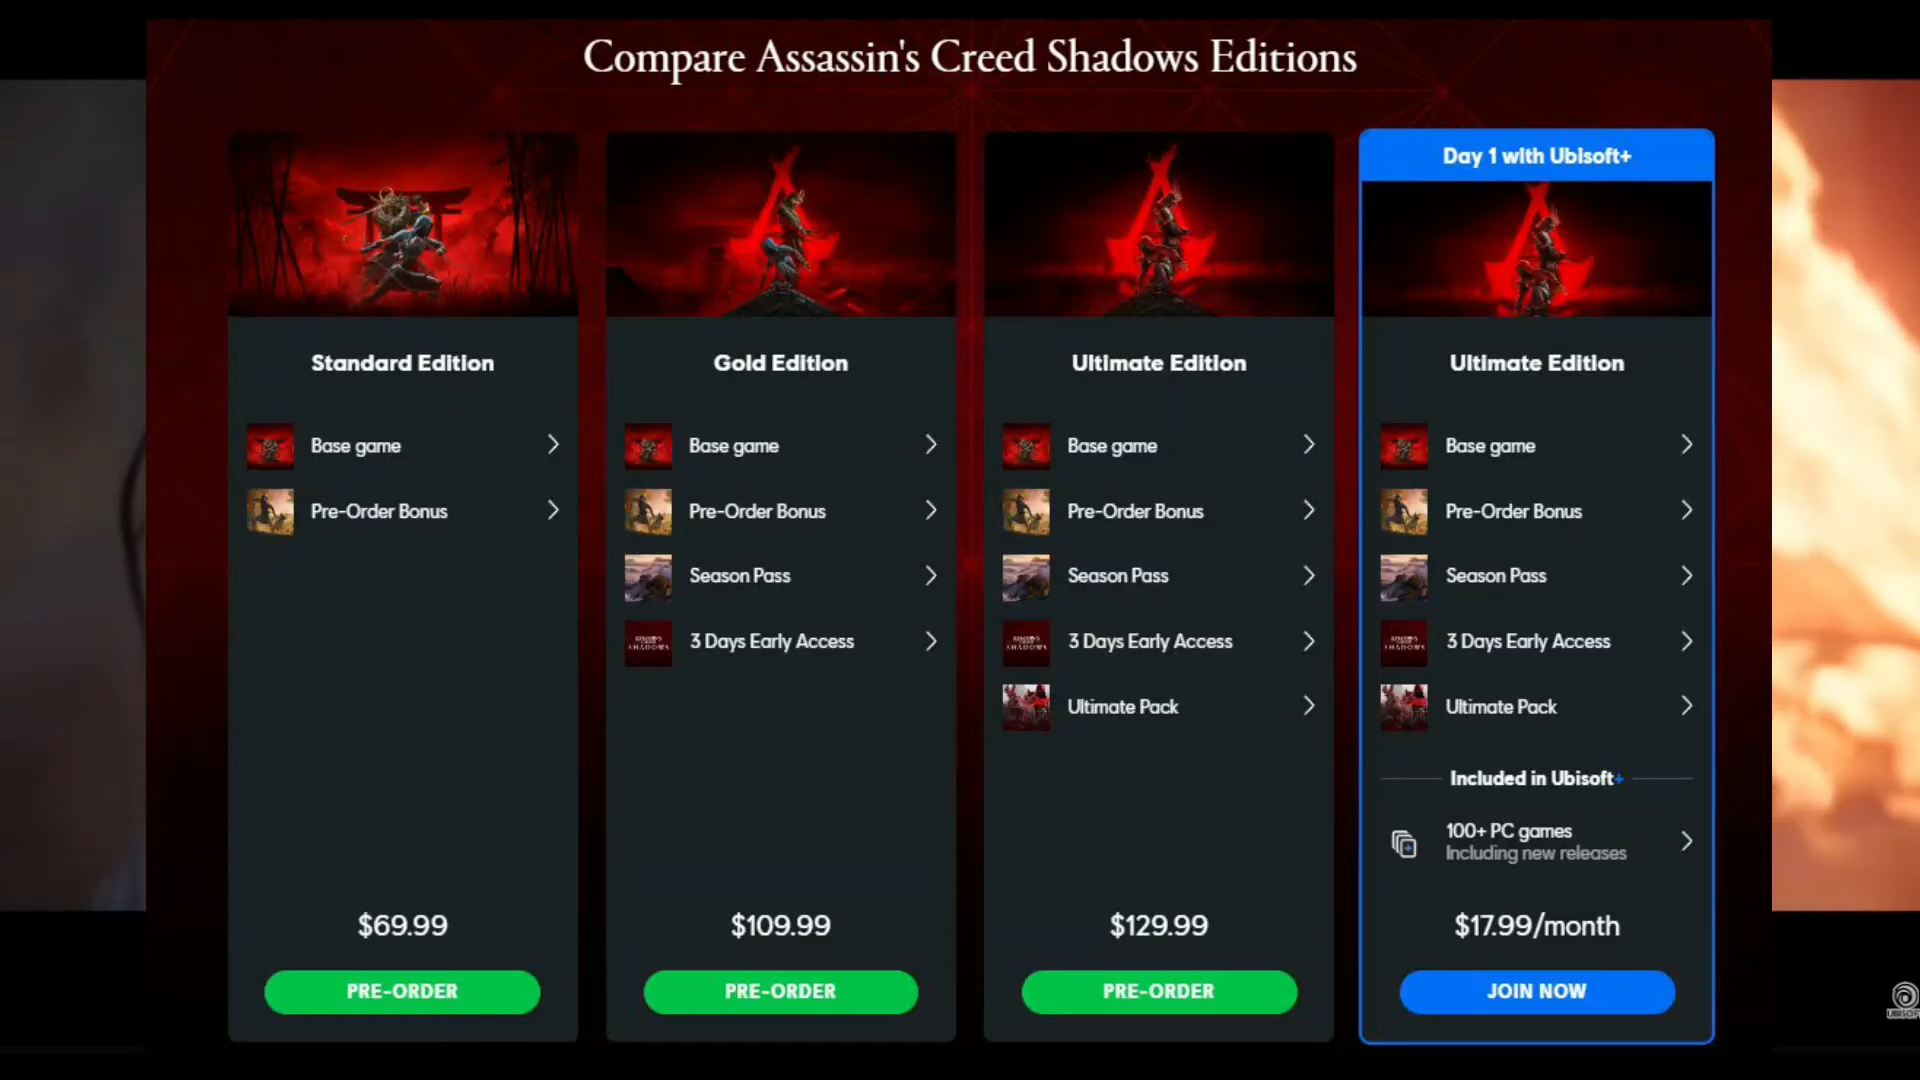 Compare Assassin's Creed Shadows Editions
Standard Edition
Base game
Pre-Order Bonus
$69.99
PRE-ORDER
Gold Edition
Base game
Pre-Order Bonus
Season Pass
3 Days Early Access
$109.99
PRE-ORDER
Ultimate Edition
Base game
Pre-Order Bonus
Season Pass
3 Days Early Access
Ultimate Pack
$129.99
PRE-ORDER
Day 1 with Ubisoft+
Ultimate Edition
Base game
Pre-Order Bonus
Season Pass
3 Days Early Access
Ultimate Pack
Included in Ubisoft+
100+ PC games
Including new releases
$17.99/month
JOIN NOW